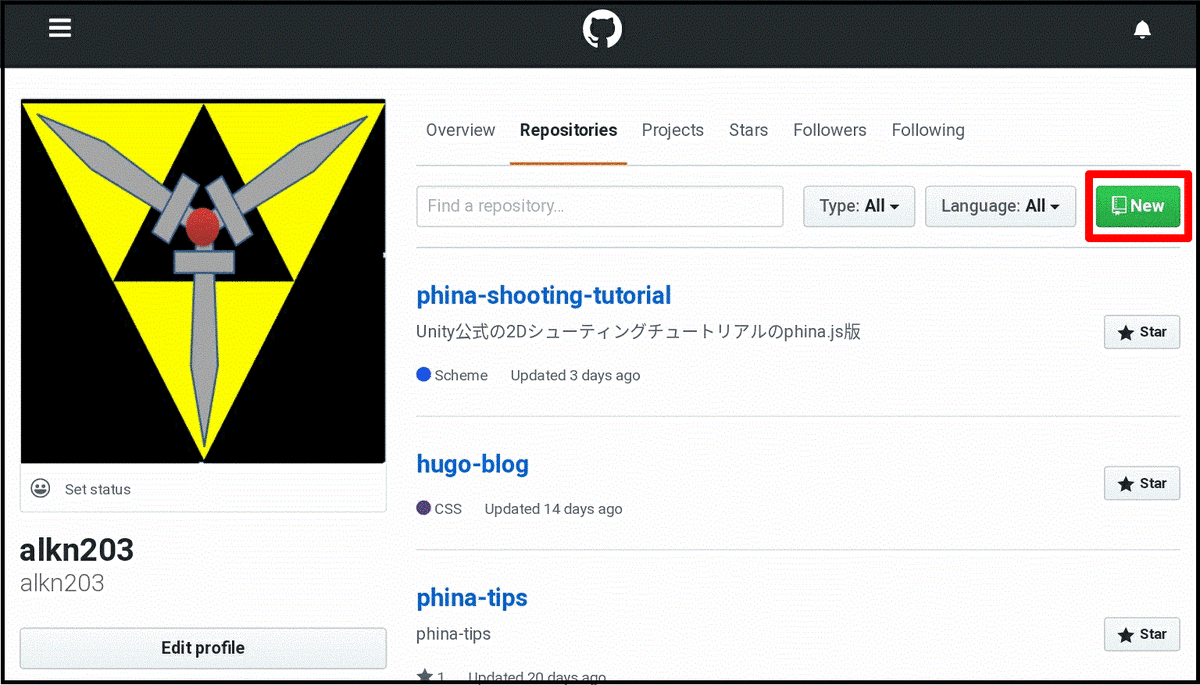 Overview Repositories Projects Stars Followers Following
Find a repository...
Type: All
Language: All
New
phina-shooting-tutorial
Unity公式の2Dシューティングチュートリアルのphina.js版
Star
Scheme Updated 3 days ago
hugo-blog
Star
CSS Updated 14 days ago
phina-tips
phina-tips
Star
1 Updated 20 days ago
Set status
alkn203
alkn203
Edit profile